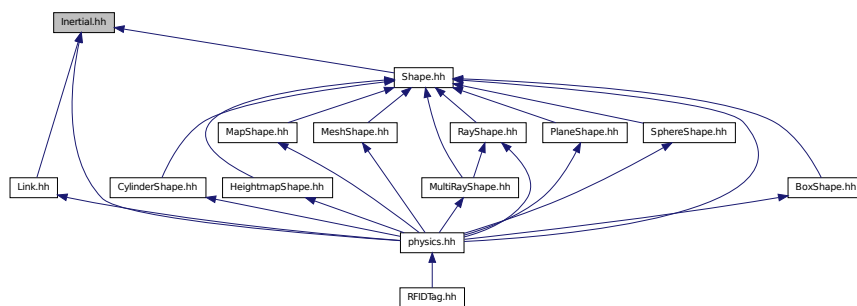 Inertial.hh
Shape.hh
MapShape.hh
MeshShape.hh
RayShape.hh
PlaneShape.hh
SphereShape.hh
Link.hh
CylinderShape.hh
HeightmapShape.hh
MultiRayShape.hh
BoxShape.hh
physics.hh
RFIDTag.hh